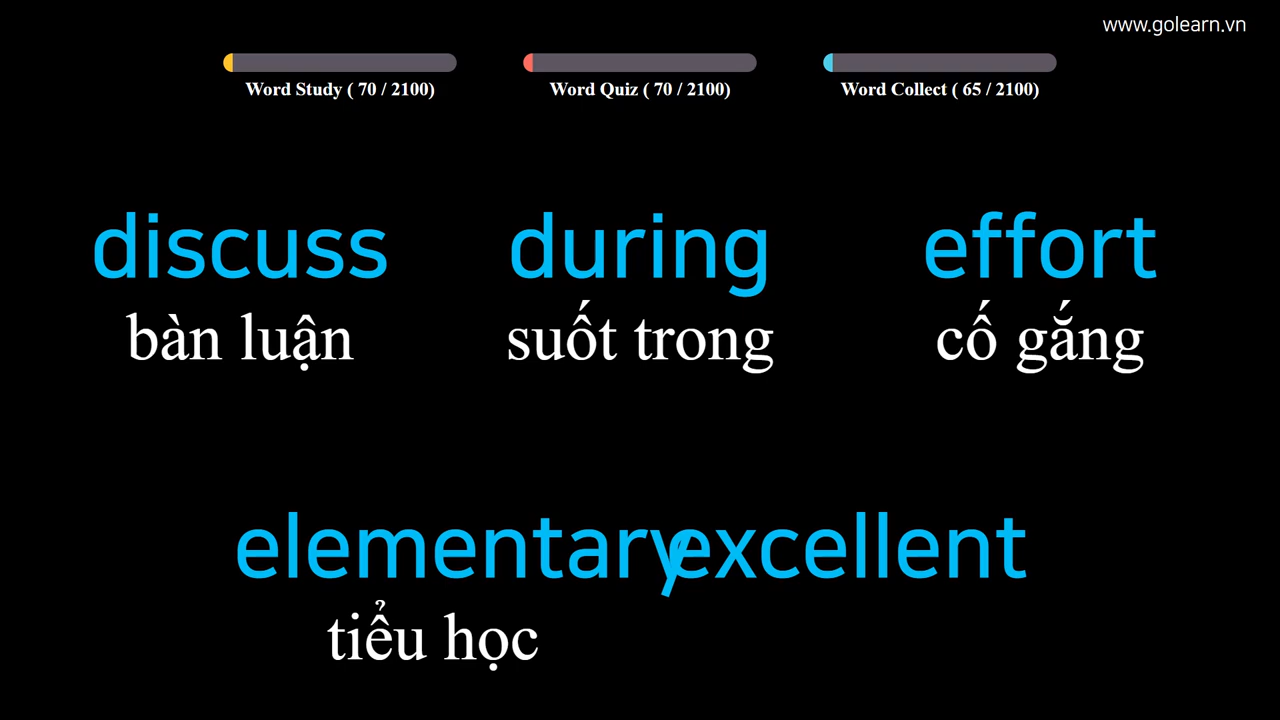 www.golearn.vn
Word Study ( 70 / 2100)
Word Quiz ( 70 / 2100)
Word Collect ( 65 / 2100)
discuss
during
effort
bàn luận
suốt trong
cố gắng
elementary
excellent
tiểu học